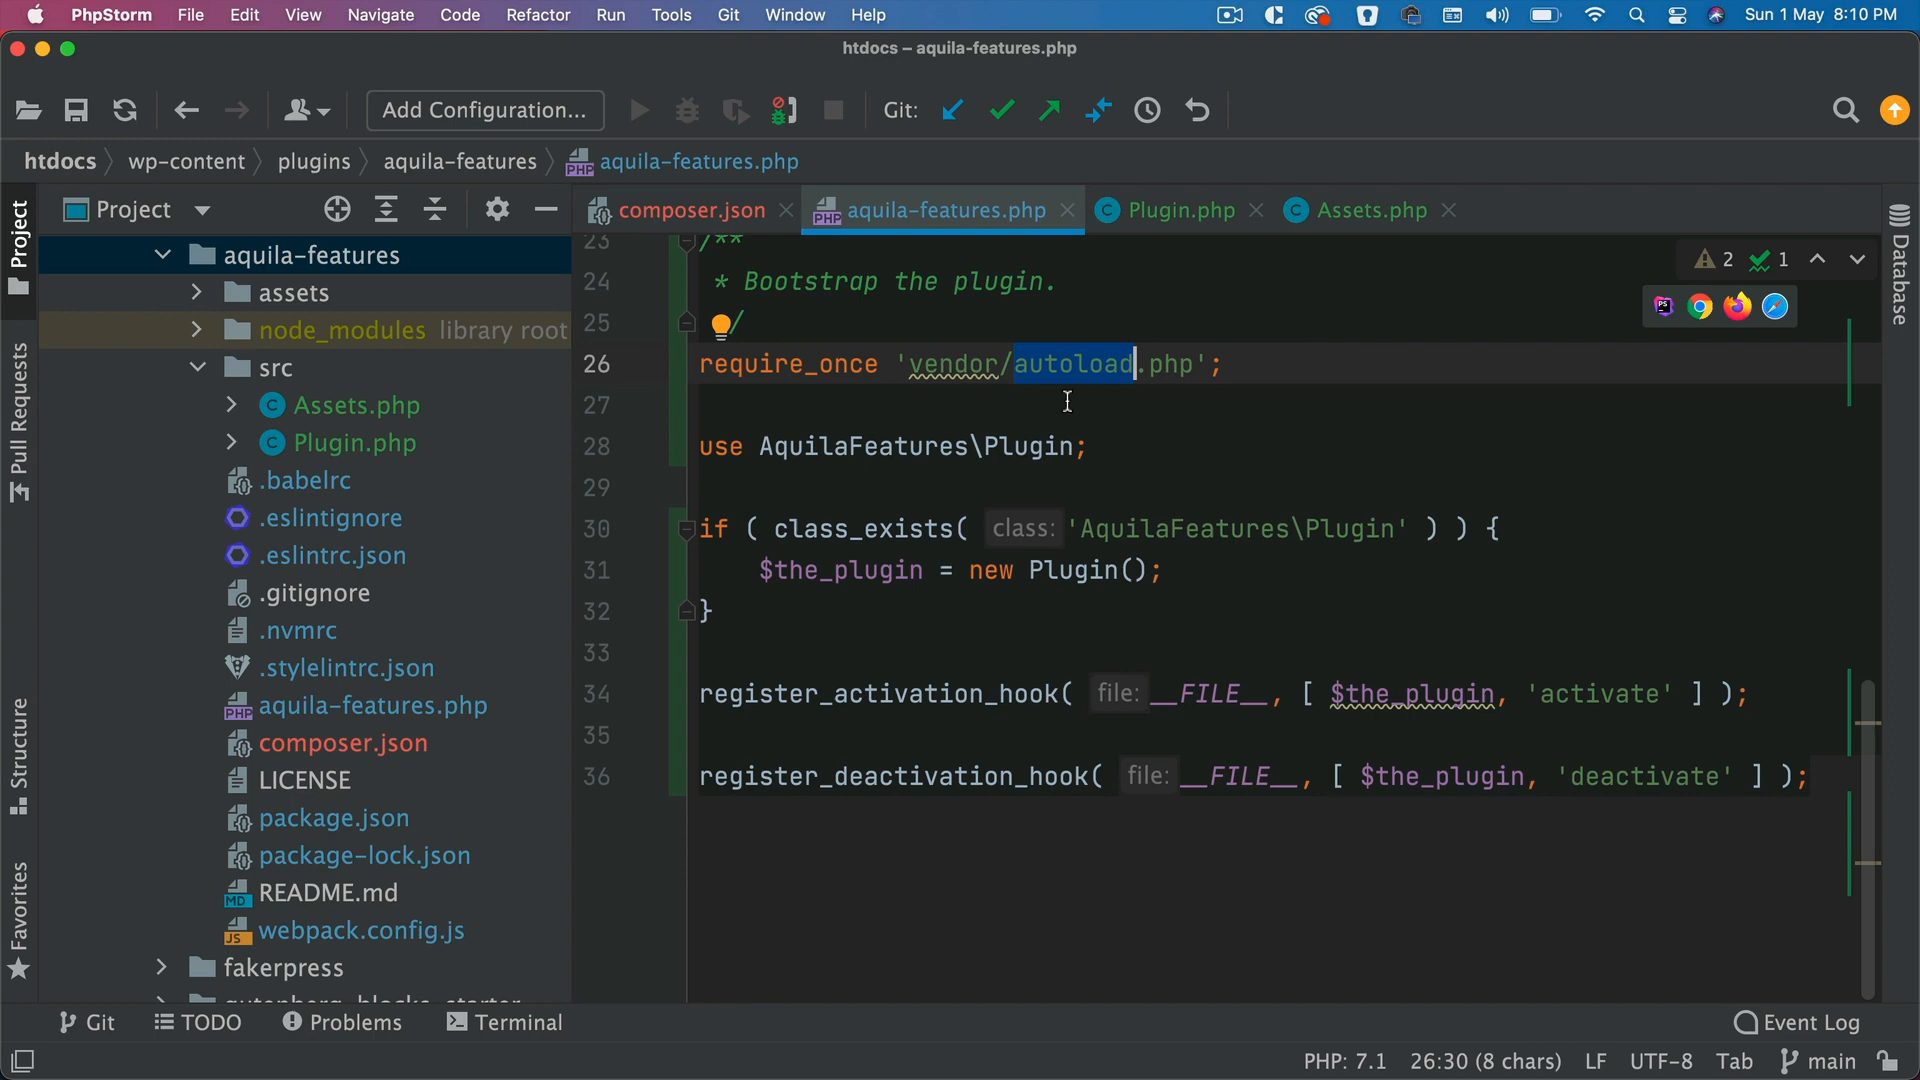 PhpStorm File Edit View Navigate Code Refactor Run Tools Git Window Help Sun 1 May 8:10 PM
htdocs – aquila-features.php
Add Configuration... Git:
htdocs wp-content plugins aquila-features aquila-features.php
Project
composer.json aquila-features.php Plugin.php Assets.php
Project
Pull Requests
Structure
Favorites
Database
aquila-features
assets
node_modules library root
src
Assets.php
Plugin.php
.babelrc
.eslintignore
.eslintrc.json
.gitignore
.nvmrc
.stylelintrc.json
aquila-features.php
composer.json
LICENSE
package.json
package-lock.json
README.md
webpack.config.js
fakerpress
gutenberg_blocks_starter
2 1
23 /**
24 * Bootstrap the plugin.
25 */
26 require_once 'vendor/autoload.php';
27
28 use AquilaFeatures\Plugin;
29
30 if ( class_exists( class: 'AquilaFeatures\Plugin' ) ) {
31 $the_plugin = new Plugin();
32 }
33
34 register_activation_hook( file: __FILE__, [ $the_plugin, 'activate' ] );
35
36 register_deactivation_hook( file: __FILE__, [ $the_plugin, 'deactivate' ] );
Git TODO Problems Terminal Event Log
PHP: 7.1 26:30 (8 chars) LF UTF-8 Tab main